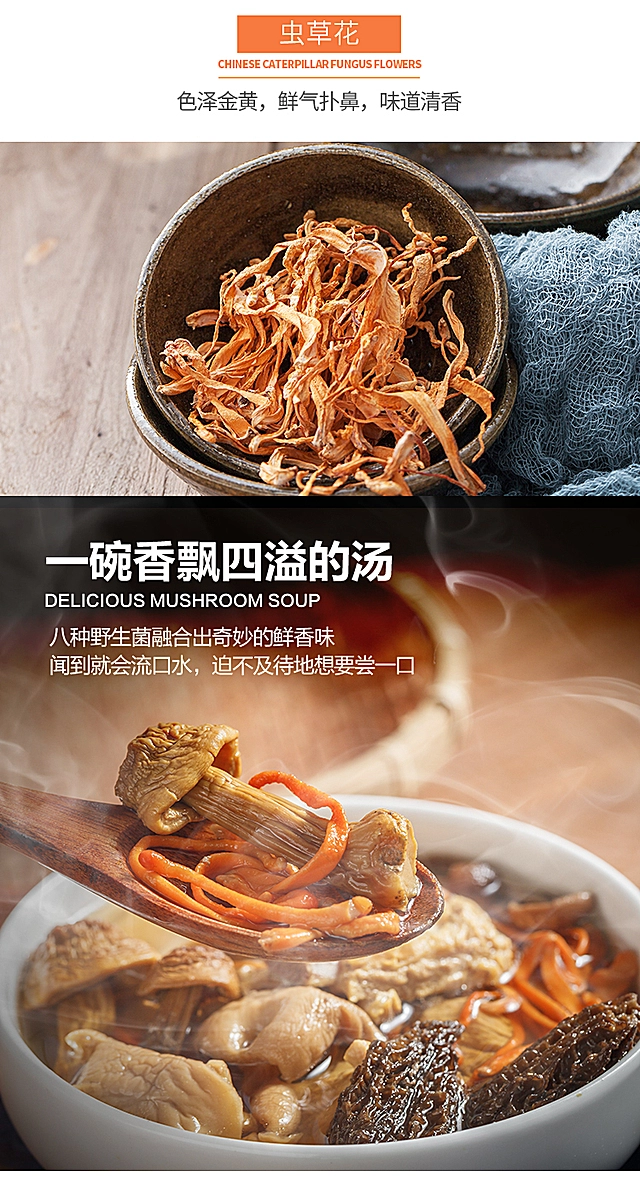 虫草花
CHINESE CATERPILLAR FUNGUS FLOWERS
色泽金黄，鲜气扑鼻，味道清香
一碗香飘四溢的汤
DELICIOUS MUSHROOM SOUP
八种野生菌融合出奇妙的鲜香味
闻到就会流口水，迫不及待地想要尝一口